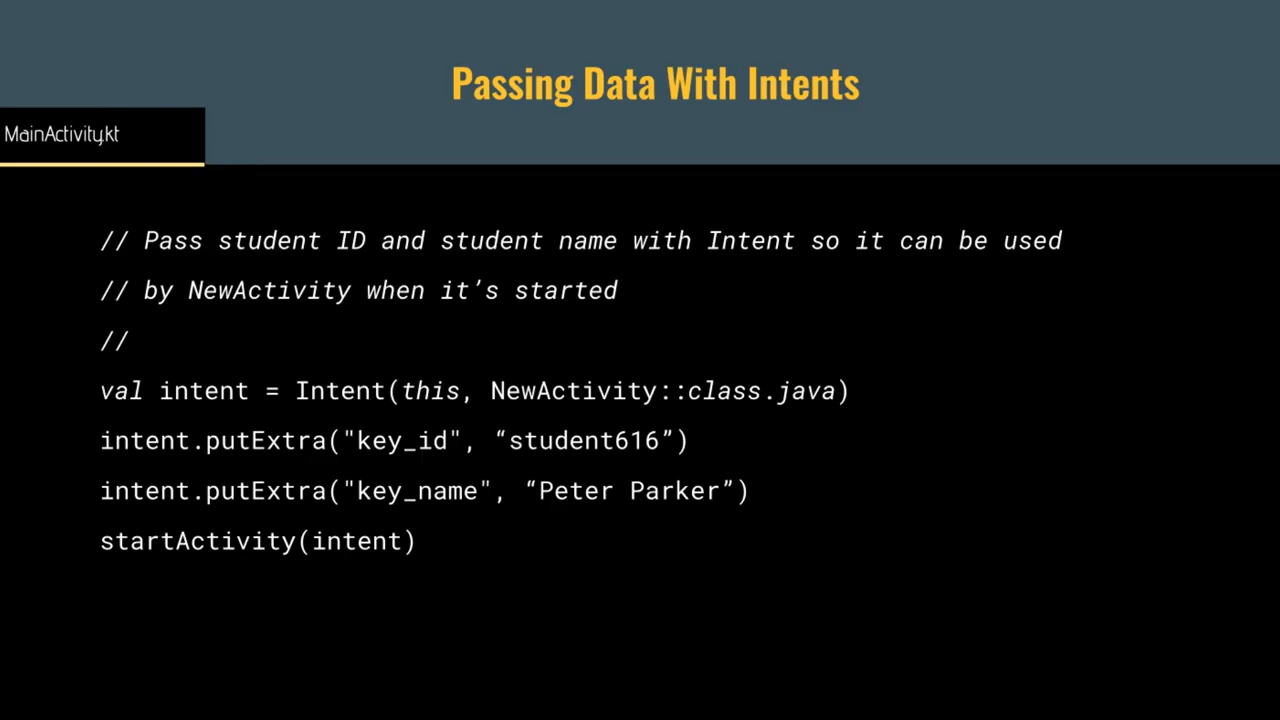 Passing Data With Intents
MainActivity.kt
// Pass student ID and student name with Intent so it can be used
// by NewActivity when it’s started
//
val intent = Intent(this, NewActivity::class.java)
intent.putExtra("key_id", “student616”)
intent.putExtra("key_name", “Peter Parker”)
startActivity(intent)